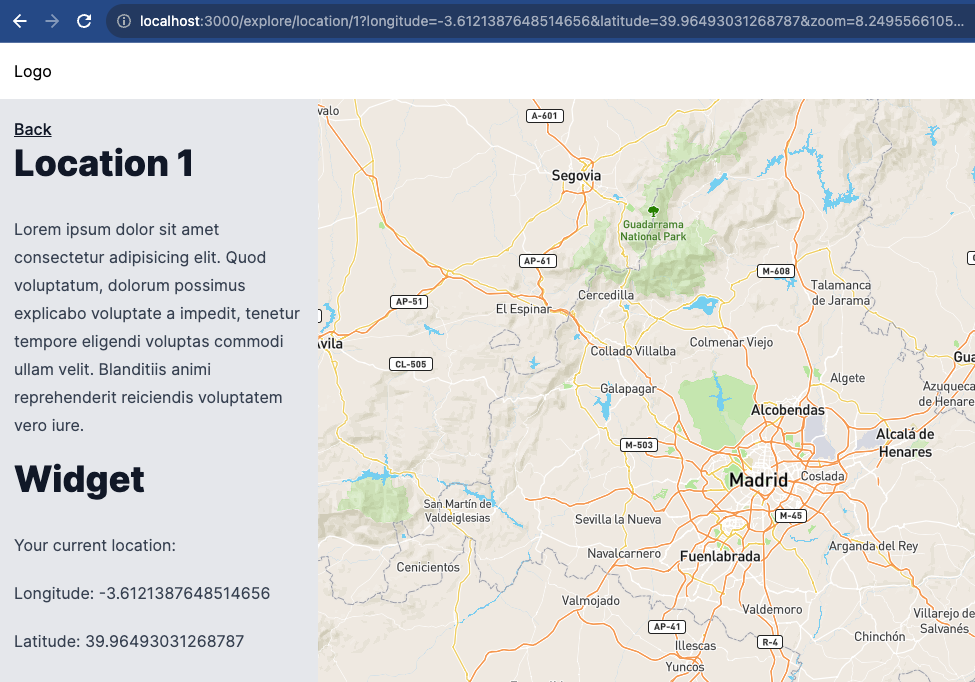 localhost:3000/explore/location/1?longitude=-3.6121387648514656&latitude=39.96493031268787&zoom=8.2495566105...
Logo
Back
Location 1
Lorem ipsum dolor sit amet
consectetur adipisicing elit. Quod
voluptatum, dolorum possimus
explicabo voluptate a impedit, tenetur
tempore eligendi voluptas commodi
ullam velit. Blanditiis animi
reprehenderit reiciendis voluptatem
vero iure.
Widget
Your current location:
Longitude: -3.6121387648514656
Latitude: 39.96493031268787
valo
A-601
Segovia
Guadarrama
National Park
AP-61
M-608
Talamanca
de Jarama
Cercedilla
AP-51
El Espinar
vila
Colmenar Viejo
Collado Villalba
Gua
CL-505
Algete
Galapagar
Azuqueca
de Henare
Alcobendas
M-503
Alcalá de
Henares
Madrid
Coslada
San Martín de
Valdeiglesias
M-45
Sevilla la Nueva
Arganda del Rey
Navalcarnero
Fuenlabrada
Cenicientos
Valmojado
Valdemoro
Villarejo de
Salvanés
AP-41
Chinchón
R-4
Illescas
Yuncos